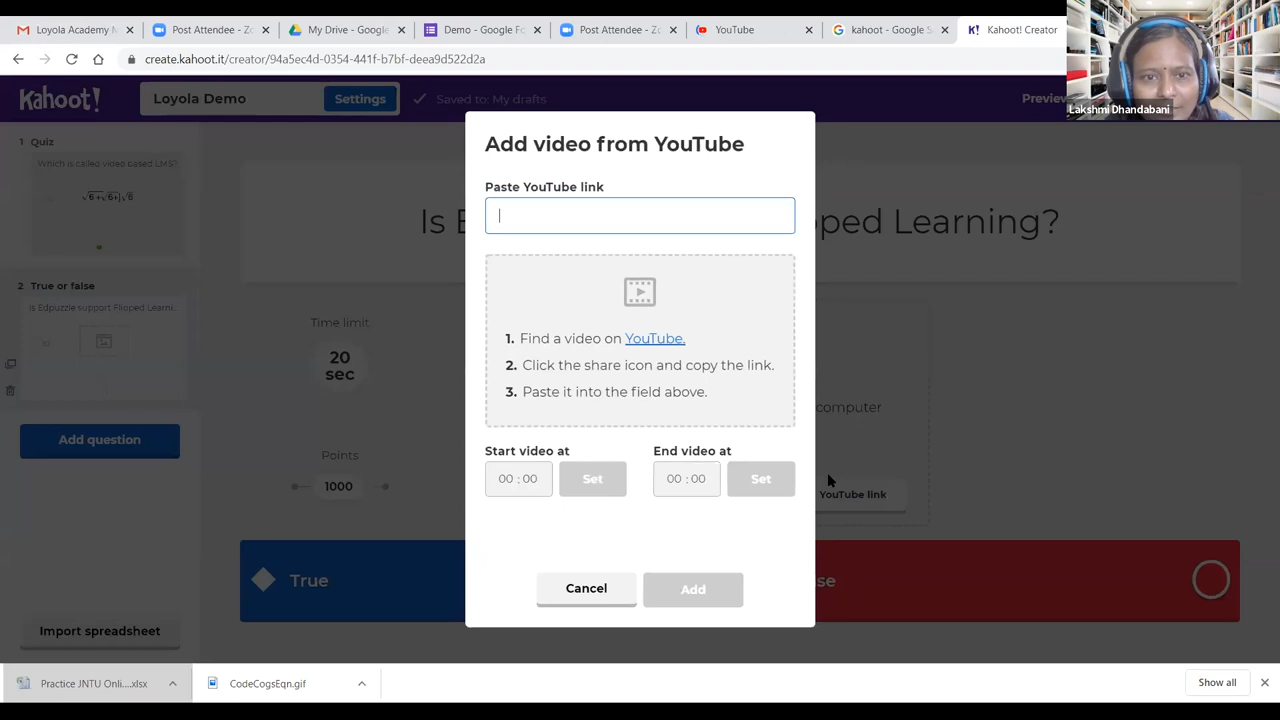 Loyola Academy M
Post Attendee - Zo
My Drive - Google
Demo - Google Fo
Post Attendee - Zo
YouTube
kahoot - Google Se
Kahoot! Creator
create.kahoot.it/creator/94a5ec4d-0354-441f-b7bf-deea9d522d2a
Lakshmi Dhandabani
Kahoot!
Loyola Demo
Settings
Saved to: My drafts
Preview
1 Quiz
Which is called video based LMS?
2 True or false
Is Edpuzzle support Flipped Learni..
Add question
Import spreadsheet
Is E
pped Learning?
Time limit
20
sec
Points
1000
computer
YouTube link
True
se
Add video from YouTube
Paste YouTube link
1. Find a video on YouTube.
2. Click the share icon and copy the link.
3. Paste it into the field above.
Start video at
End video at
00 : 00
Set
00 : 00
Set
Cancel
Add
Practice JNTU Onli....xlsx
CodeCogsEqn.gif
Show all